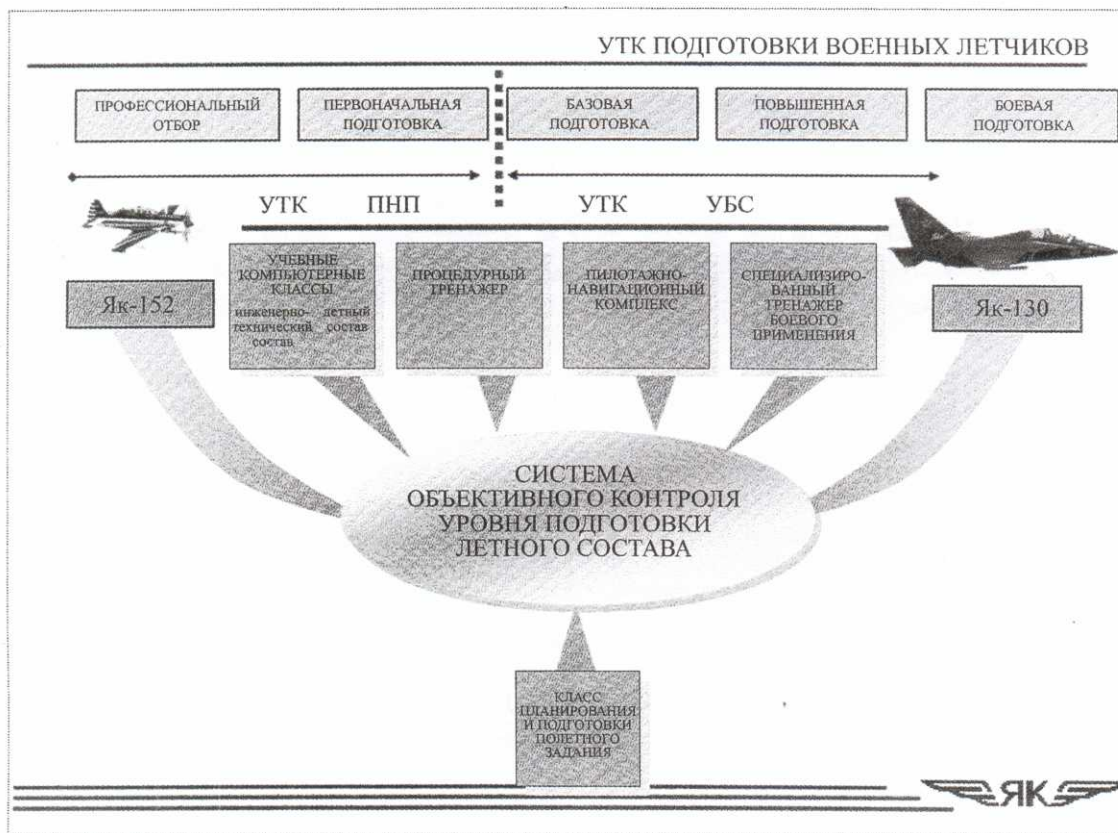 УТК ПОДГОТОВКИ ВОЕННЫХ ЛЕТЧИКОВ
ПРОФЕССИОНАЛЬНЫЙ
ОТБОР
ПЕРВОНАЧАЛЬНАЯ
ПОДГОТОВКА
БАЗОВАЯ
ПОДГОТОВКА
ПОВЫШЕННАЯ
ПОДГОТОВКА
БОЕВАЯ
ПОДГОТОВКА
УТК ПНП
УТК УБС
Як-152
УЧЕБНЫЕ
КОМПЬЮТЕРНЫЕ
КЛАССЫ
инженерно- летный
технический состав
состав
ПРОЦЕДУРНЫЙ
ТРЕНАЖЕР
ПИЛОТАЖНО-
НАВИГАЦИОННЫЙ
КОМПЛЕКС
СПЕЦИАЛИЗИРО-
ВАННЫЙ
ТРЕНАЖЕР
БОЕВОГО
ПРИМЕНЕНИЯ
Як-130
СИСТЕМА
ОБЪЕКТИВНОГО КОНТРОЛЯ
УРОВНЯ ПОДГОТОВКИ
ЛЕТНОГО СОСТАВА
КЛАСС
ПЛАНИРОВАНИЯ
И ПОДГОТОВКИ
ПОЛЕТНОГО
ЗАДАНИЯ
ЯК